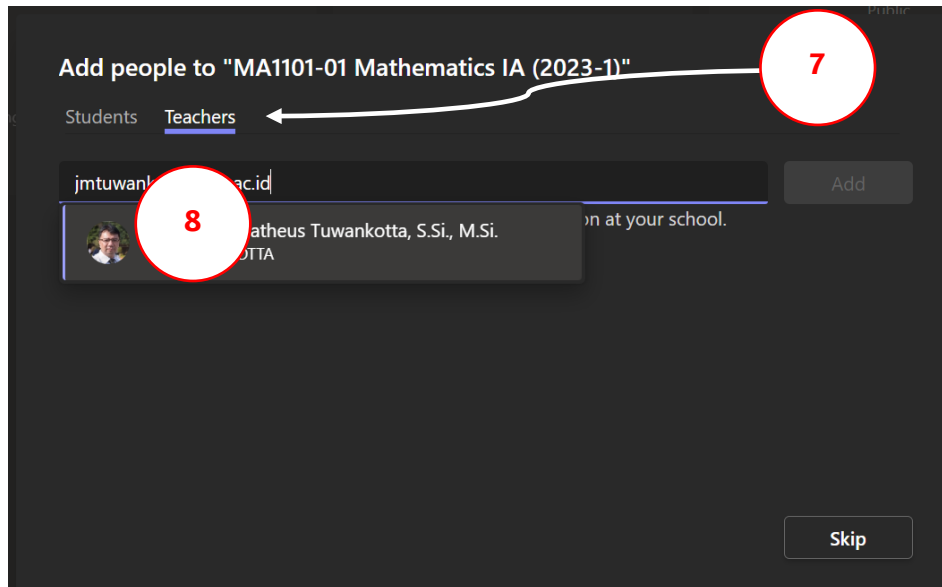 Public
Add people to "MA1101-01 Mathematics IA (2023-1)"
7
Students Teachers
jmtuwan ac.id
Add
8
atheus Tuwankotta, S.Si., M.Si.
on at your school.
OTTA
Skip